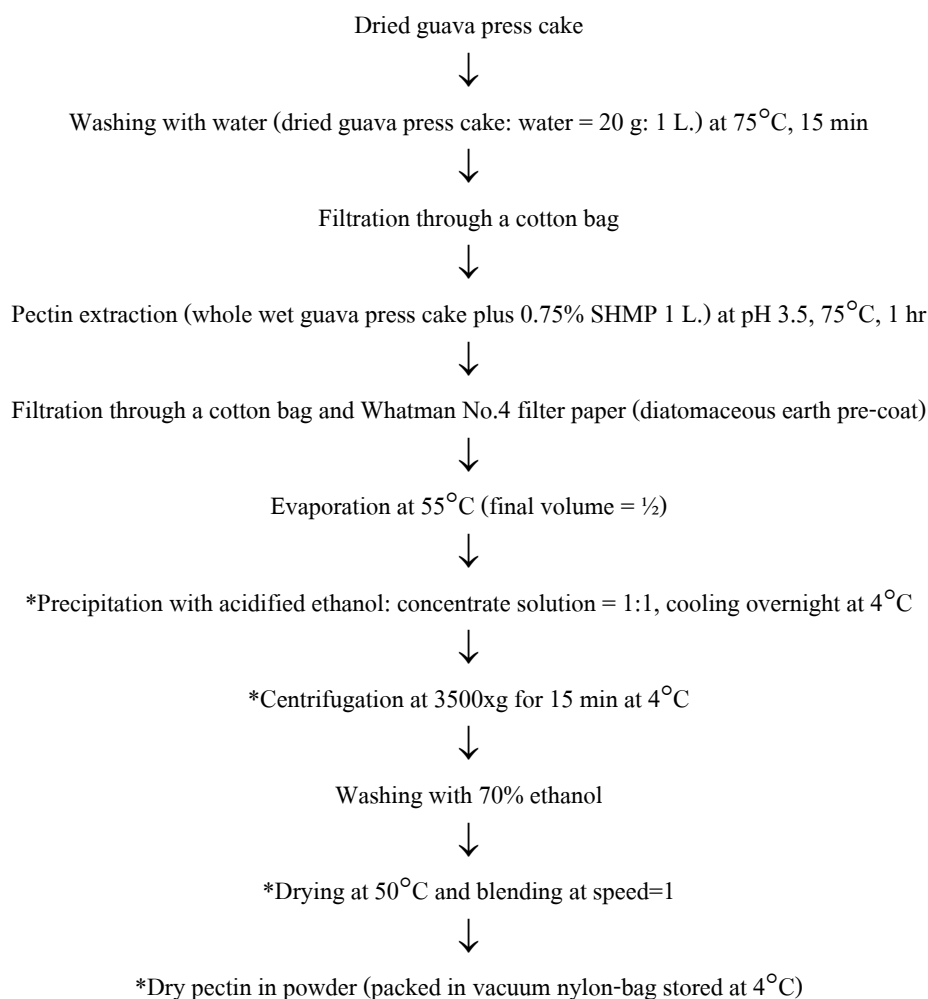 Dried guava press cake
Washing with water (dried guava press cake: water = 20 g: 1 L.) at 75°C, 15 min
Filtration through a cotton bag
Pectin extraction (whole wet guava press cake plus 0.75% SHMP 1 L.) at pH 3.5, 75°C, 1 hr
Filtration through a cotton bag and Whatman No.4 filter paper (diatomaceous earth pre-coat)
Evaporation at 55°C (final volume = ½)
*Precipitation with acidified ethanol: concentrate solution = 1:1, cooling overnight at 4°C
*Centrifugation at 3500xg for 15 min at 4°C
Washing with 70% ethanol
*Drying at 50°C and blending at speed=1
*Dry pectin in powder (packed in vacuum nylon-bag stored at 4°C)